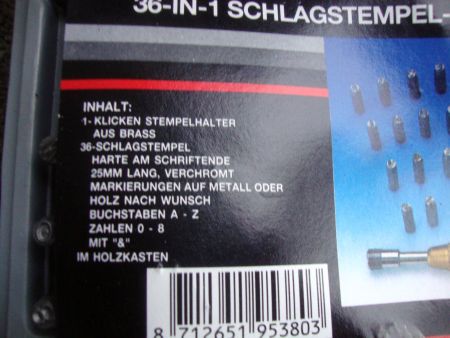 36-IN-1 SCHLAGSTEMPEL-
INHALT:
1- KLICKEN STEMPELHALTER
AUS BRASS
36-SCHLAGSTEMPEL
HARTE AM SCHRIFTENDE
25MM LANG, VERCHROMT
MARKIERUNGEN AUF METALL ODER
HOLZ NACH WUNSCH
BUCHSTABEN A - Z
ZAHLEN 0 - 8
MIT "&"
IM HOLZKASTEN
8 712651 953803